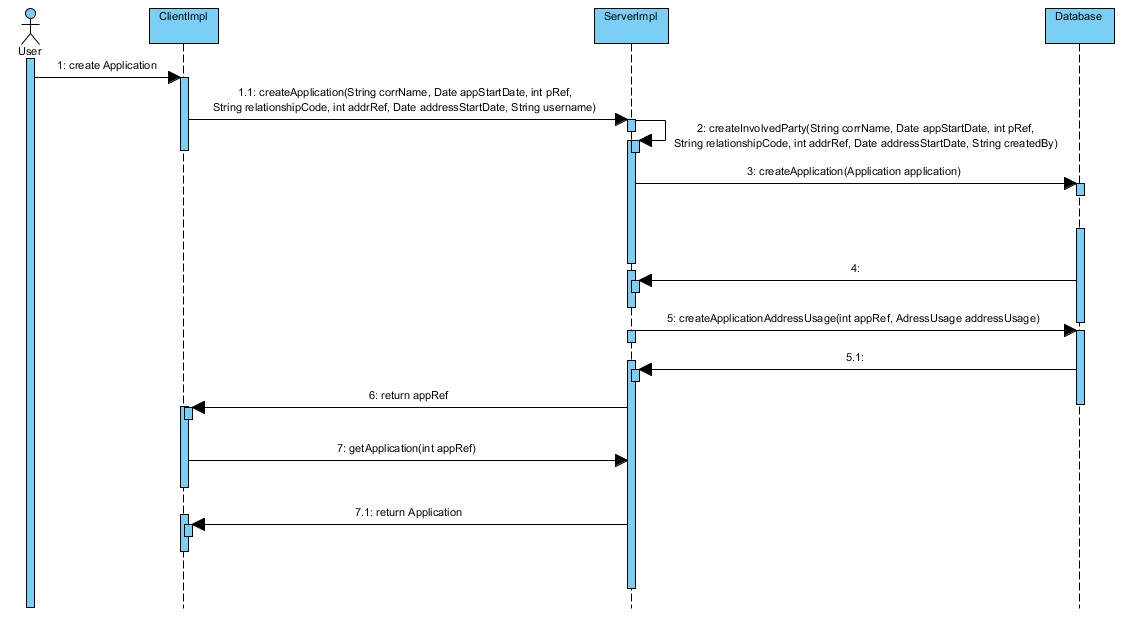 ClientImpl
ServerImpl
Database
User
1: create Application
1.1: createApplication(String corrName, Date appStartDate, int pRef,
String relationshipCode, int addrRef, Date addressStartDate, String username)
2: createInvolvedParty(String corrName, Date appStartDate, int pRef,
String relationshipCode, int addrRef, Date addressStartDate, String createdBy)
3: createApplication(Application application)
4:
5: createApplicationAddressUsage(int appRef, AdressUsage addressUsage)
5.1:
6: return appRef
7: getApplication(int appRef)
7.1: return Application